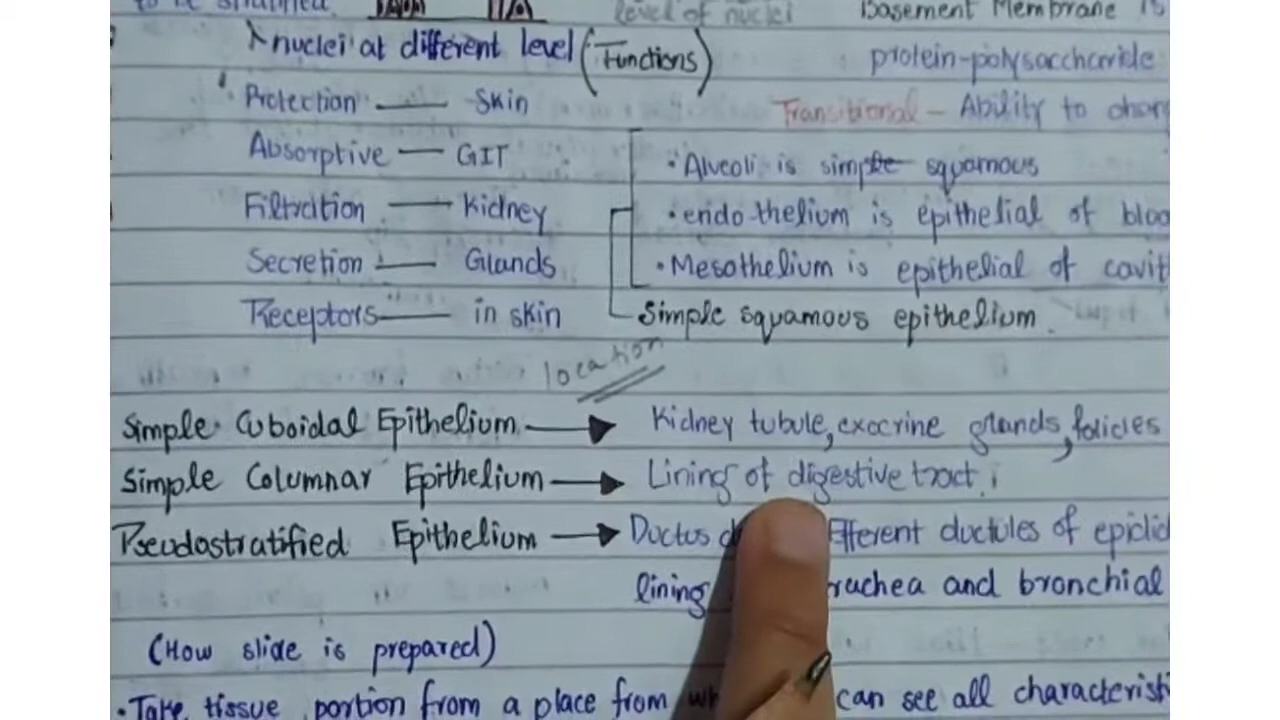 level of nuclei Basement Membrane is
nuclei at different level (Functions) protein-polysaccharide
Protection — Skin Transitional - Ability to
Absorptive — GIT • Alveoli is simple squamous
Filtration → Kidney • endothelium is epithelial of
Secretion — Glands • Mesothelium is epithelial of
Receptors — in skin Simple squamous epithelium
location
Simple Cuboidal Epithelium → Kidney tubule, exocrine glands, folicles
Simple Columnar Epithelium → Lining of digestive tract
Pseudostratified Epithelium → Ductus Efferent ductules of
lining and bronchial
(How slide is prepared)
• Take tissue portion from a place from can see all